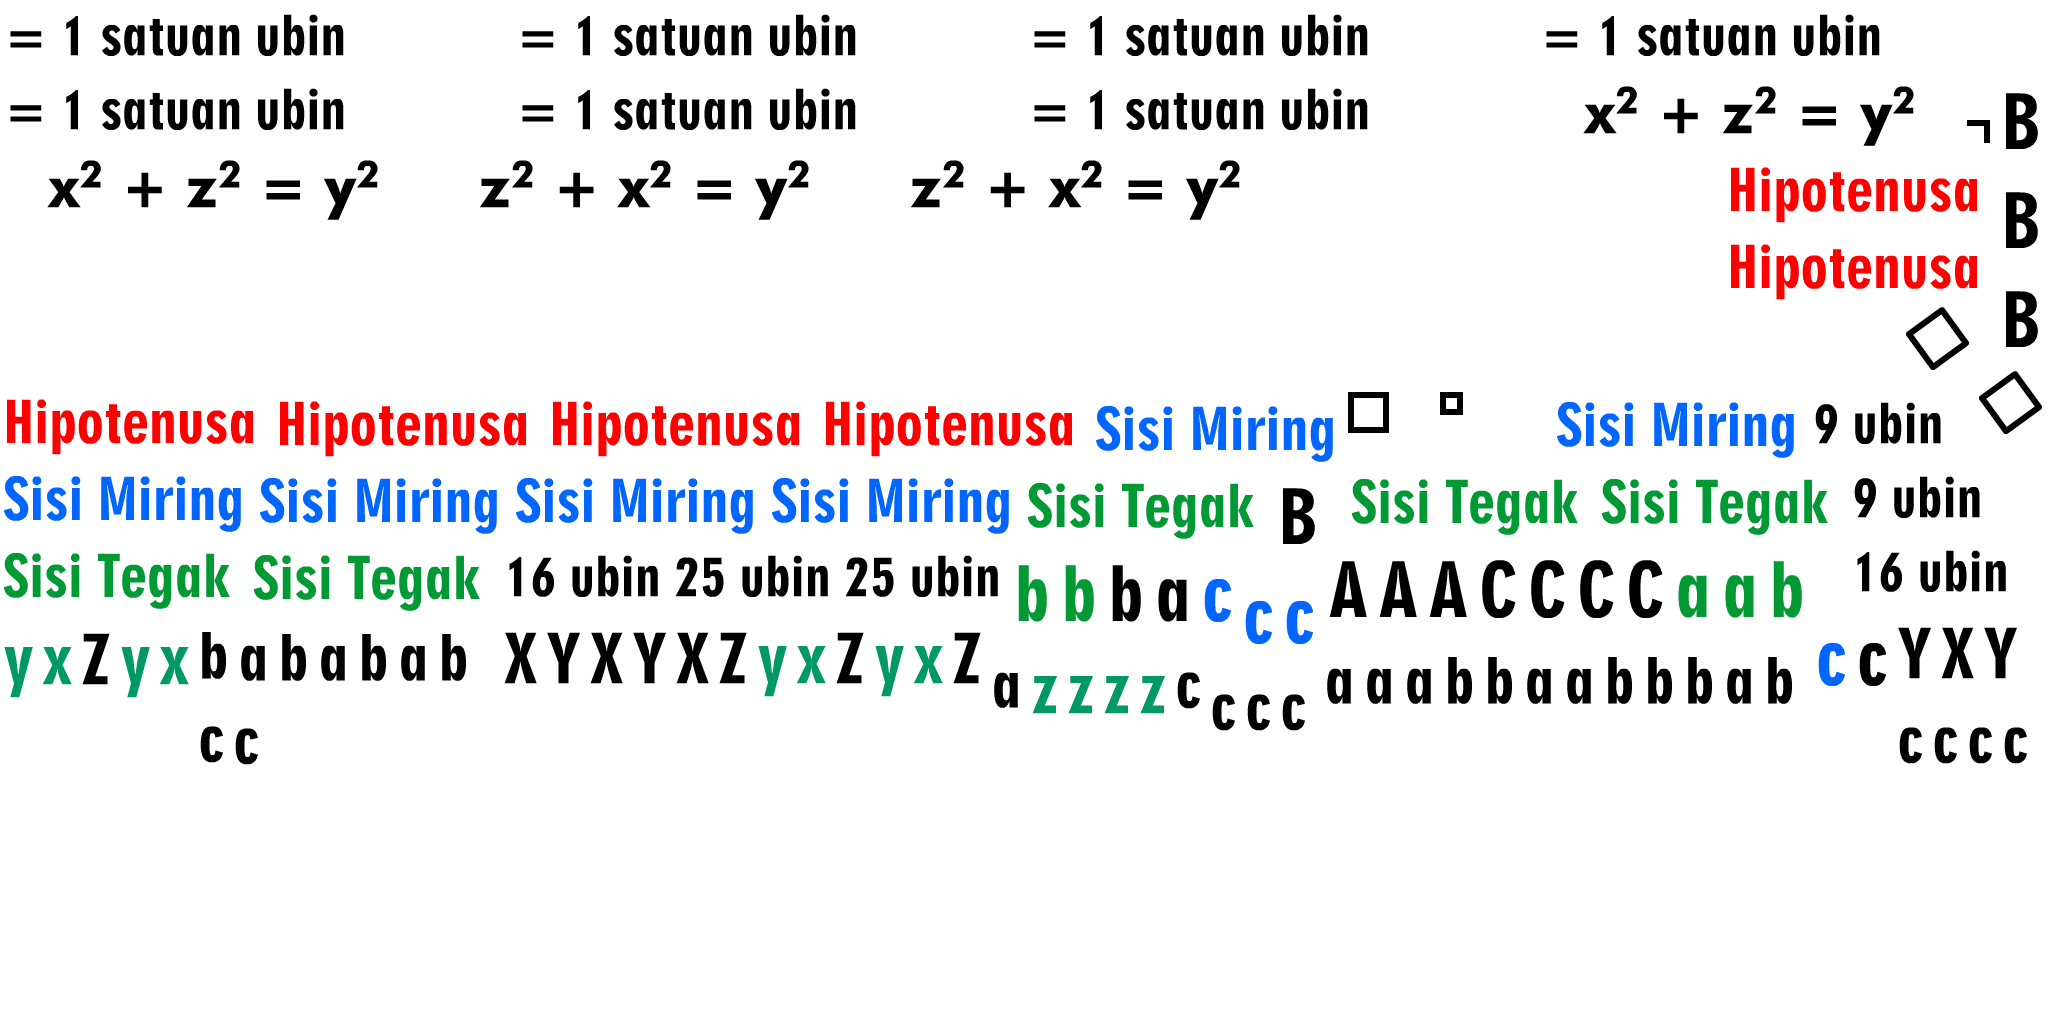 = 1 satuan ubin = 1 satuan ubin = 1 satuan ubin = 1 satuan ubin
= 1 satuan ubin = 1 satuan ubin = 1 satuan ubin x² + z² = y² ¬ B
x² + z² = y² z² + x² = y² z² + x² = y² Hipotenusa B
Hipotenusa
B
Hipotenusa Hipotenusa Hipotenusa Hipotenusa Sisi Miring Sisi Miring 9 ubin
Sisi Miring Sisi Miring Sisi Miring Sisi Miring Sisi Tegak B Sisi Tegak Sisi Tegak 9 ubin
Sisi Tegak Sisi Tegak 16 ubin 25 ubin 25 ubin b b b a c c c A A A C C C C a a b 16 ubin
y x Z y x b a b a b a b X Y X Y X Z y x Z y x Z a z z z z c c c c a a a b b a a b b b a b c c Y X Y
c c c c c c